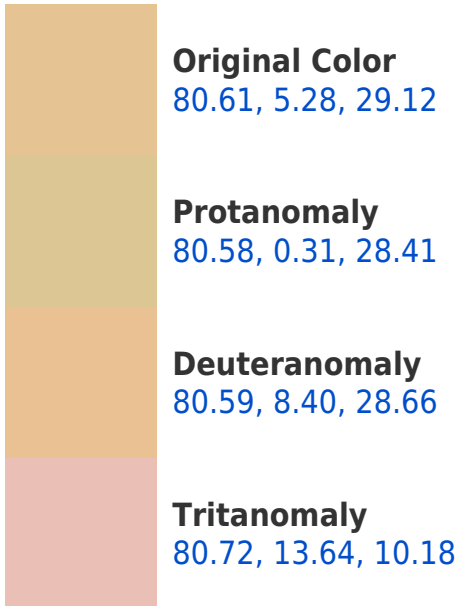 Original Color
80.61, 5.28, 29.12
Protanomaly
80.58, 0.31, 28.41
Deuteranomaly
80.59, 8.40, 28.66
Tritanomaly
80.72, 13.64, 10.18